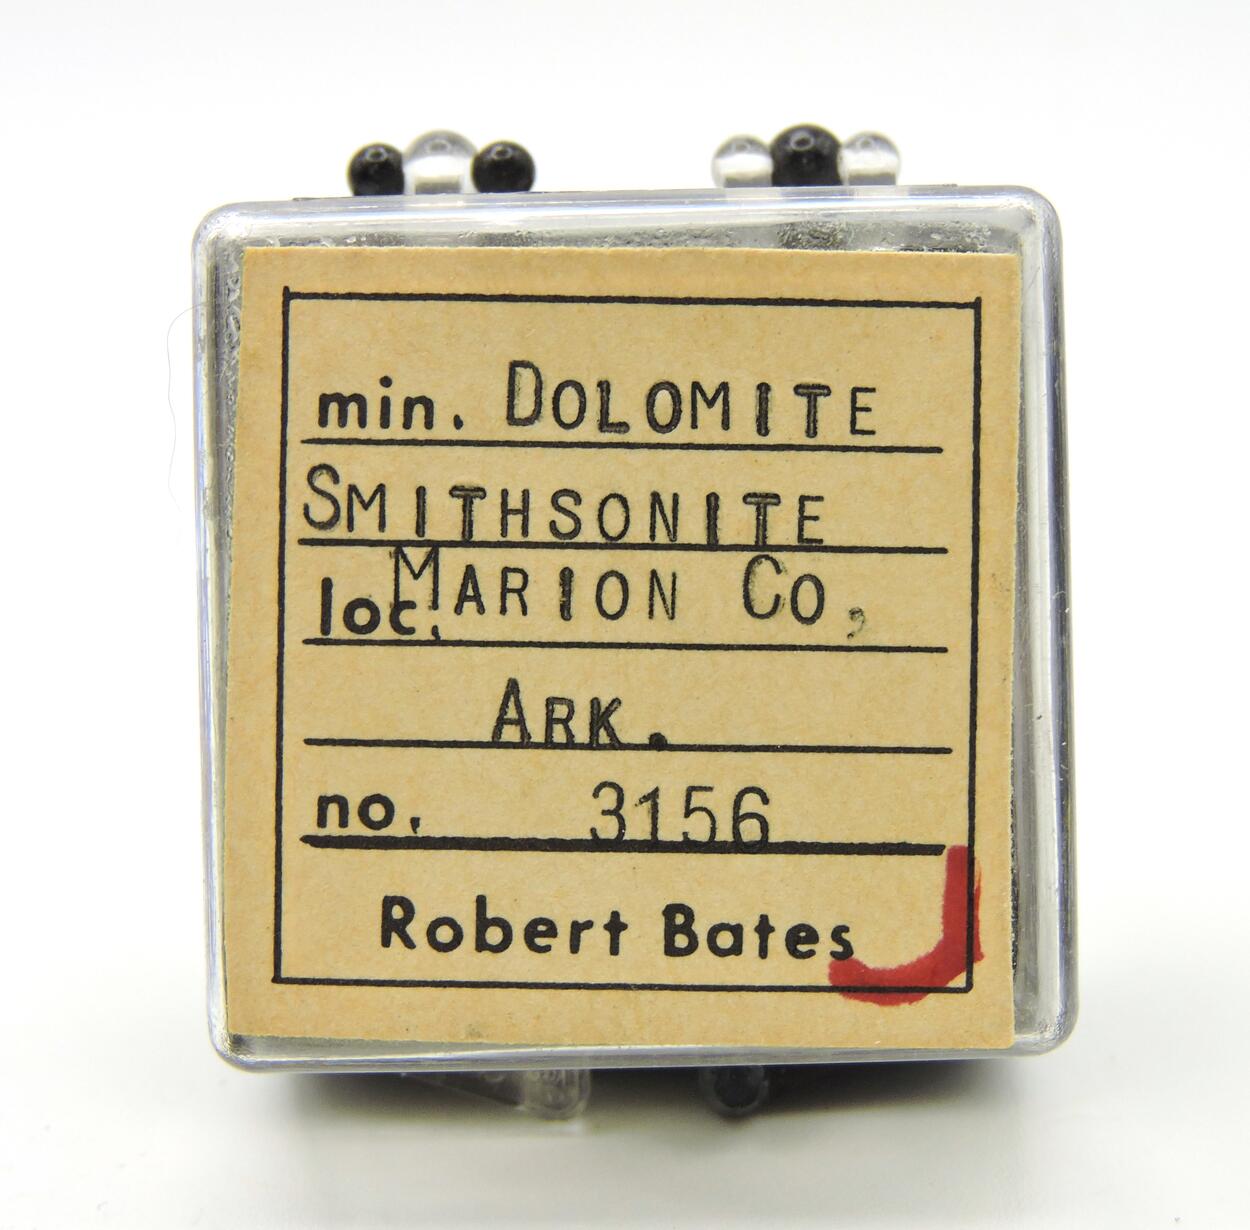 min. DOLOMITE
SMITHSONITE
loc. MARION CO,
ARK.
no. 3156
Robert Bates
J